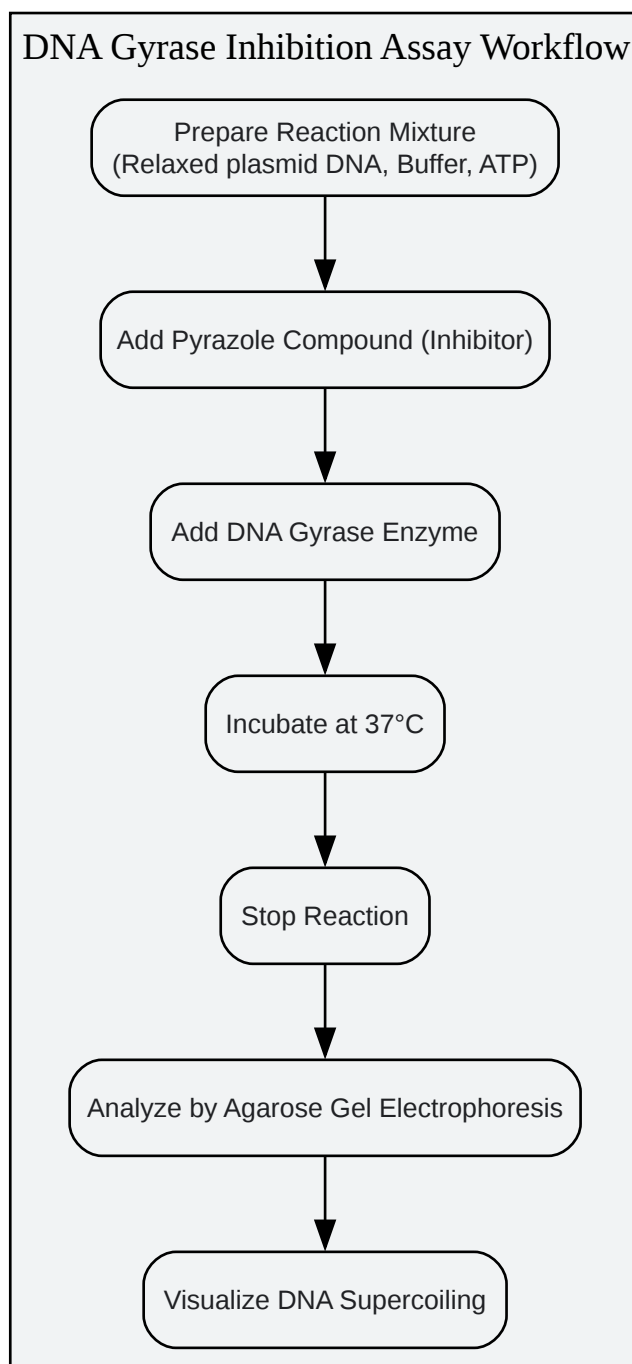 DNA Gyrase Inhibition Assay Workflow
Prepare Reaction Mixture
(Relaxed plasmid DNA, Buffer, ATP)
Add Pyrazole Compound (Inhibitor)
Add DNA Gyrase Enzyme
Incubate at 37°C
Stop Reaction
Analyze by Agarose Gel Electrophoresis
Visualize DNA Supercoiling